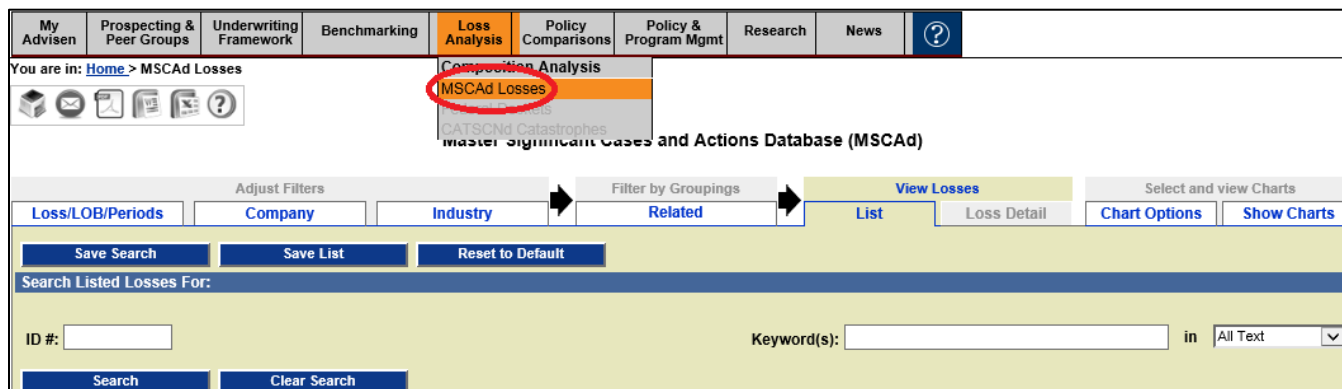 My Advisen
Prospecting & Peer Groups
Underwriting Framework
Benchmarking
Loss Analysis
Policy Comparisons
Policy & Program Mgmt
Research
News
?
You are in: Home > MSCAd Losses
Composition Analysis
MSCAd Losses
Federal Dockets
CATSCNd Catastrophes
Master Significant Cases and Actions Database (MSCAd)
Adjust Filters
Filter by Groupings
View Losses
Select and view Charts
Loss/LOB/Periods
Company
Industry
Related
List
Loss Detail
Chart Options
Show Charts
Save Search
Save List
Reset to Default
Search Listed Losses For:
ID #:
Keyword(s):
in
All Text
Search
Clear Search